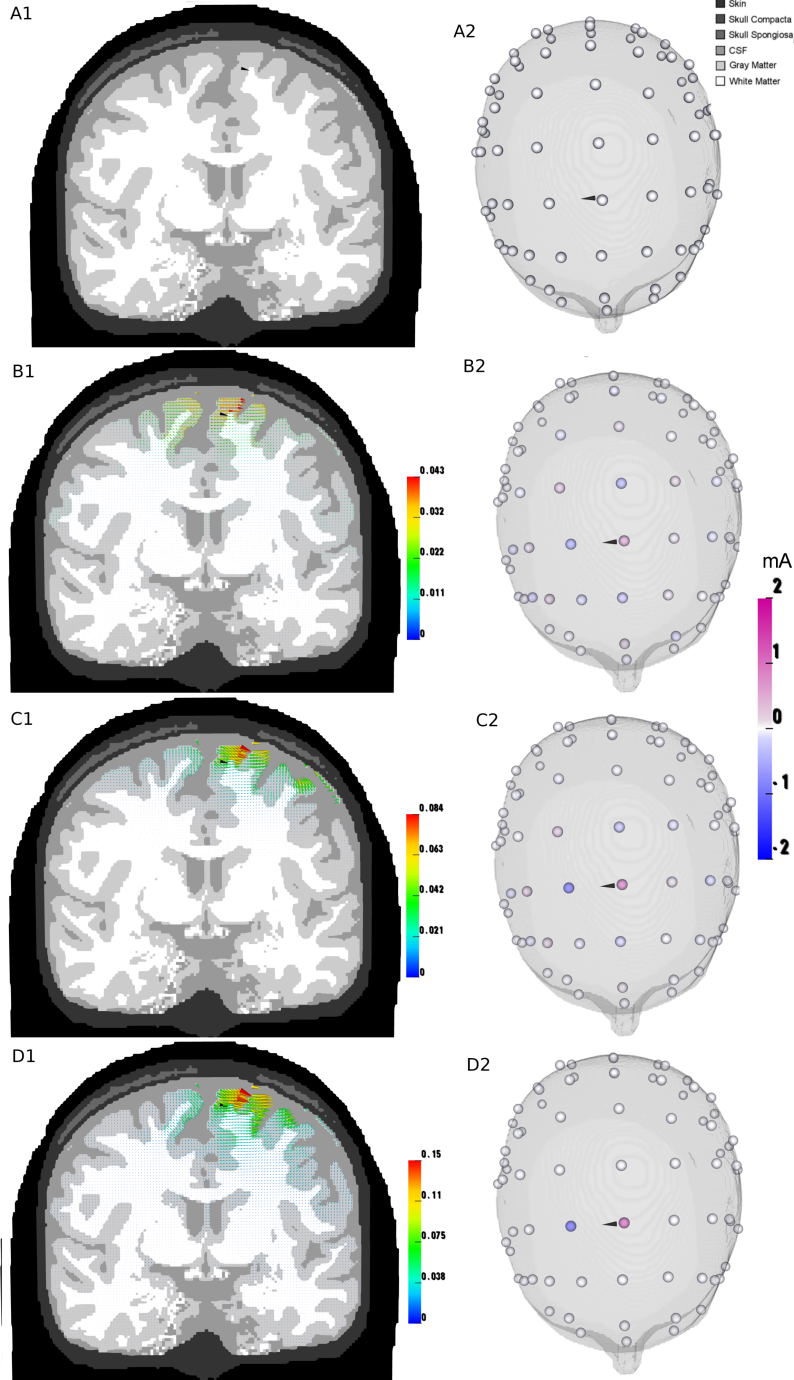 A1
A2
Skin
Skull Compacta
Skull Spongiosa
CSF
Gray Matter
White Matter
B1
B2
0.043
0.032
0.022
0.011
0
mA
2
1
0
-1
-2
C1
C2
0.084
0.063
0.042
0.021
0
D1
D2
0.15
0.11
0.075
0.038
0